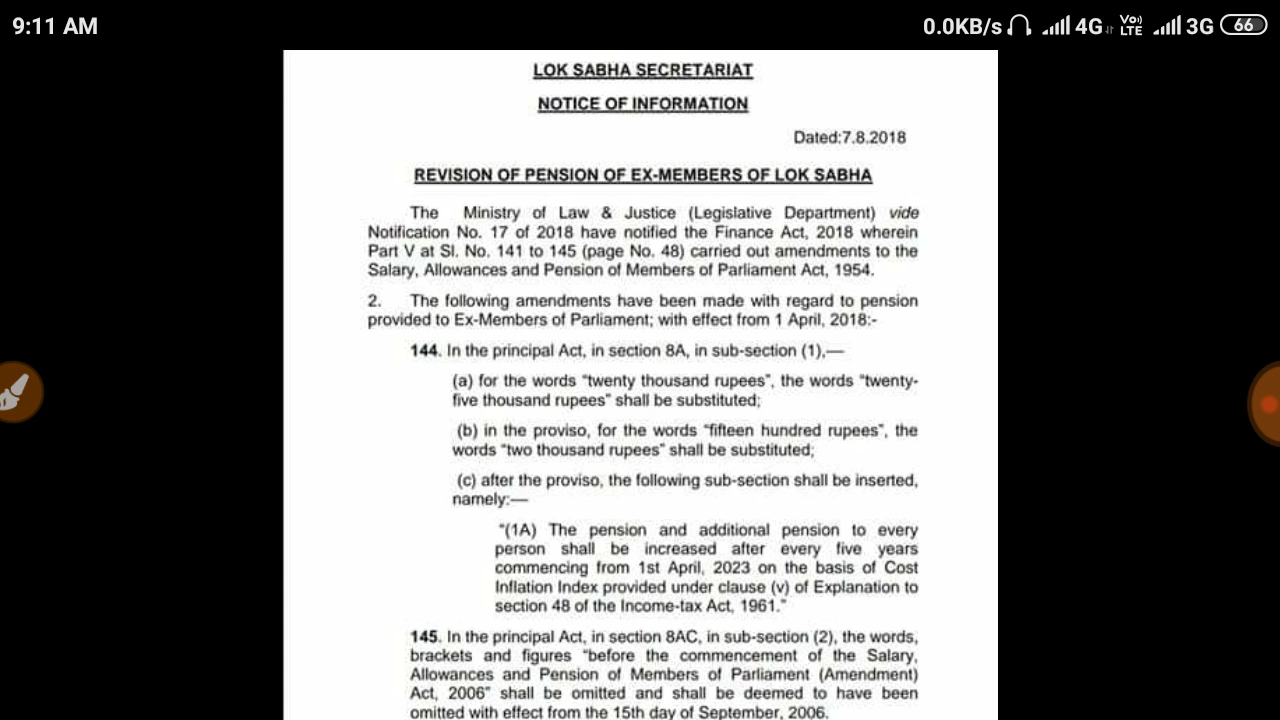 9:11 AM 0.0KB/s 4G Vo) LTE 3G 66
LOK SABHA SECRETARIAT
NOTICE OF INFORMATION
Dated:7.8.2018
REVISION OF PENSION OF EX-MEMBERS OF LOK SABHA
The Ministry of Law & Justice (Legislative Department) vide
Notification No. 17 of 2018 have notified the Finance Act, 2018 wherein
Part V at Sl. No. 141 to 145 (page No. 48) carried out amendments to the
Salary, Allowances and Pension of Members of Parliament Act, 1954.
2. The following amendments have been made with regard to pension
provided to Ex-Members of Parliament; with effect from 1 April, 2018:-
144. In the principal Act, in section 8A, in sub-section (1),—
(a) for the words “twenty thousand rupees”, the words “twenty-
five thousand rupees” shall be substituted;
(b) in the proviso, for the words “fifteen hundred rupees”, the
words “two thousand rupees” shall be substituted;
(c) after the proviso, the following sub-section shall be inserted,
namely:—
“(1A) The pension and additional pension to every
person shall be increased after every five years
commencing from 1st April, 2023 on the basis of Cost
Inflation Index provided under clause (v) of Explanation to
section 48 of the Income-tax Act, 1961.”
145. In the principal Act, in section 8AC, in sub-section (2), the words,
brackets and figures “before the commencement of the Salary,
Allowances and Pension of Members of Parliament (Amendment)
Act, 2006” shall be omitted and shall be deemed to have been
omitted with effect from the 15th day of September, 2006.